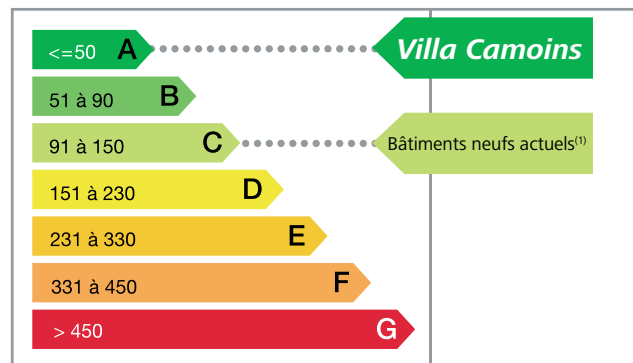 <=50 A Villa Camoins
51 à 90 B
91 à 150 C Bâtiments neufs actuels(1)
151 à 230 D
231 à 330 E
331 à 450 F
> 450 G